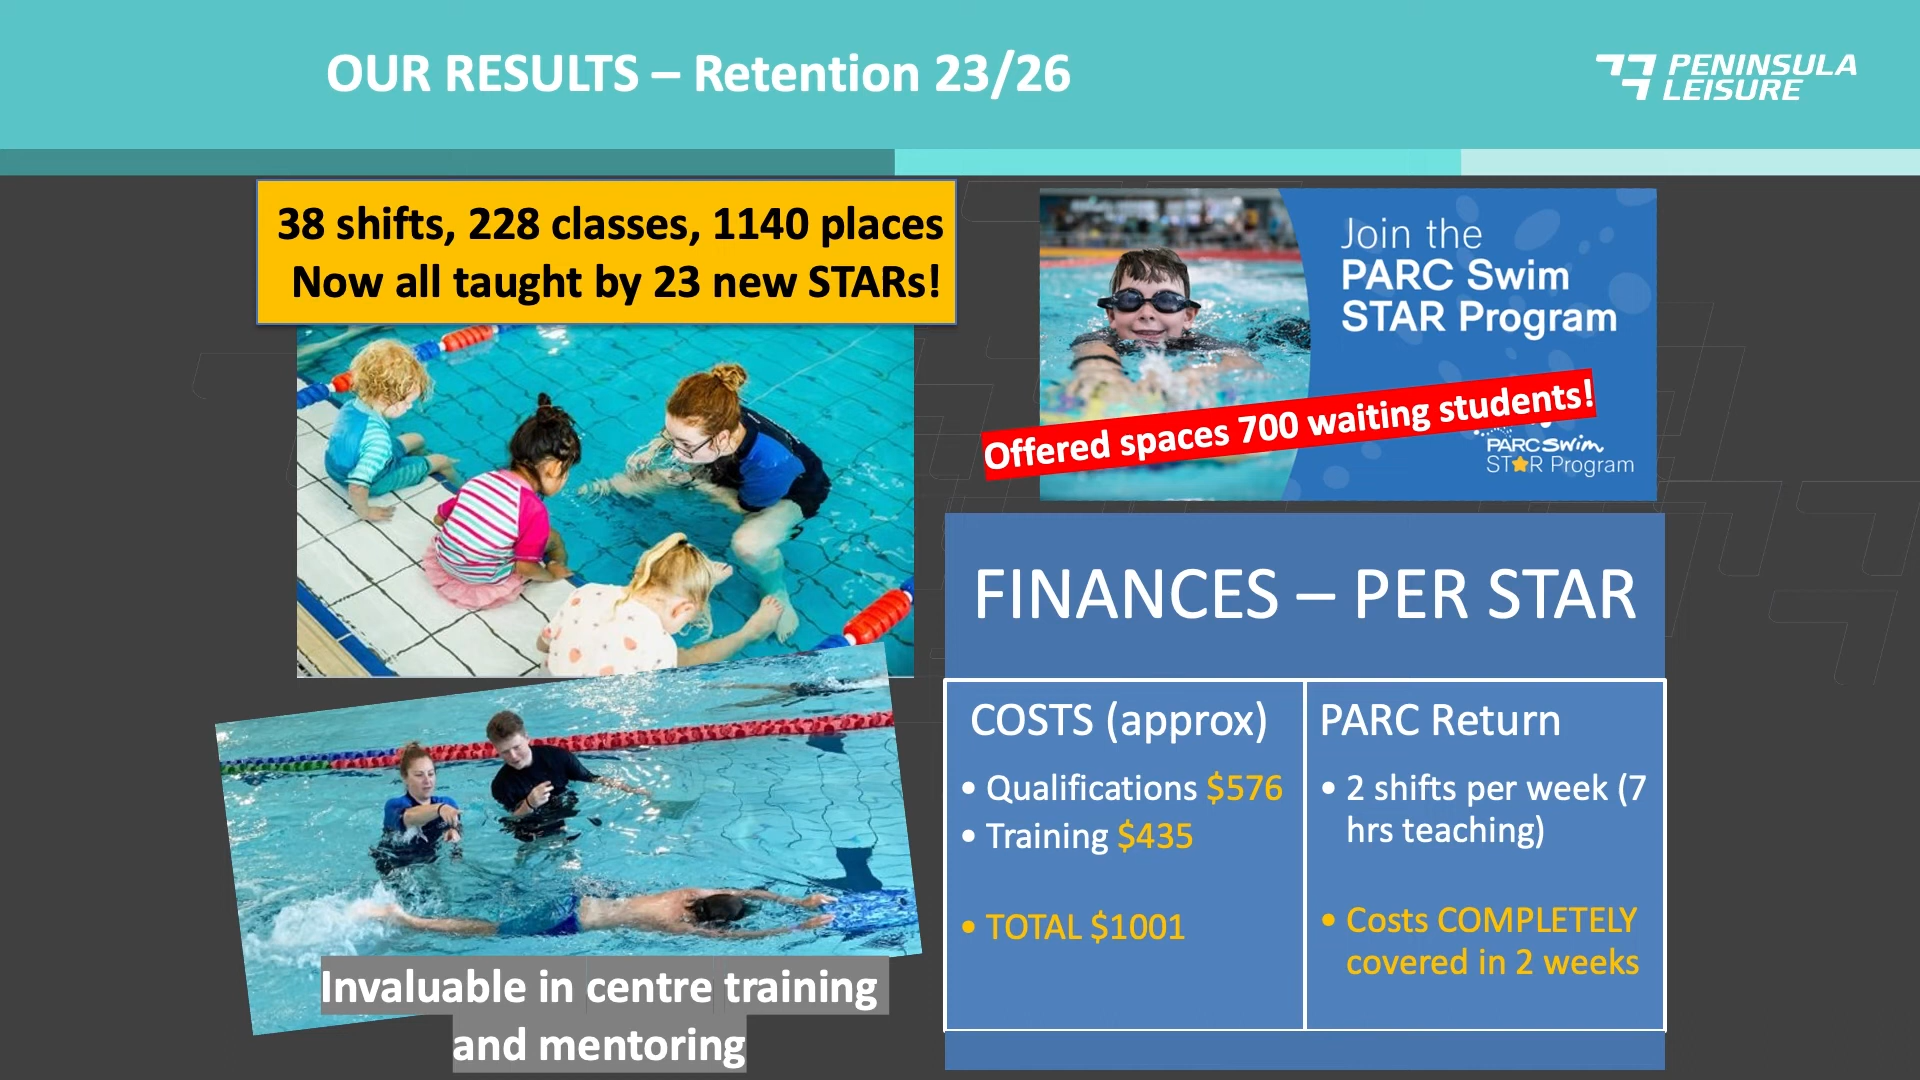 OUR RESULTS – Retention 23/26
PENINSULA
LEISURE
38 shifts, 228 classes, 1140 places
Now all taught by 23 new STARs!
Join the
PARC Swim
STAR Program
Offered spaces 700 waiting students!
PARC swim
ST★R Program
FINANCES – PER STAR
COSTS (approx)
• Qualifications $576
• Training $435
• TOTAL $1001
PARC Return
• 2 shifts per week (7
hrs teaching)
• Costs COMPLETELY
covered in 2 weeks
Invaluable in centre training
and mentoring